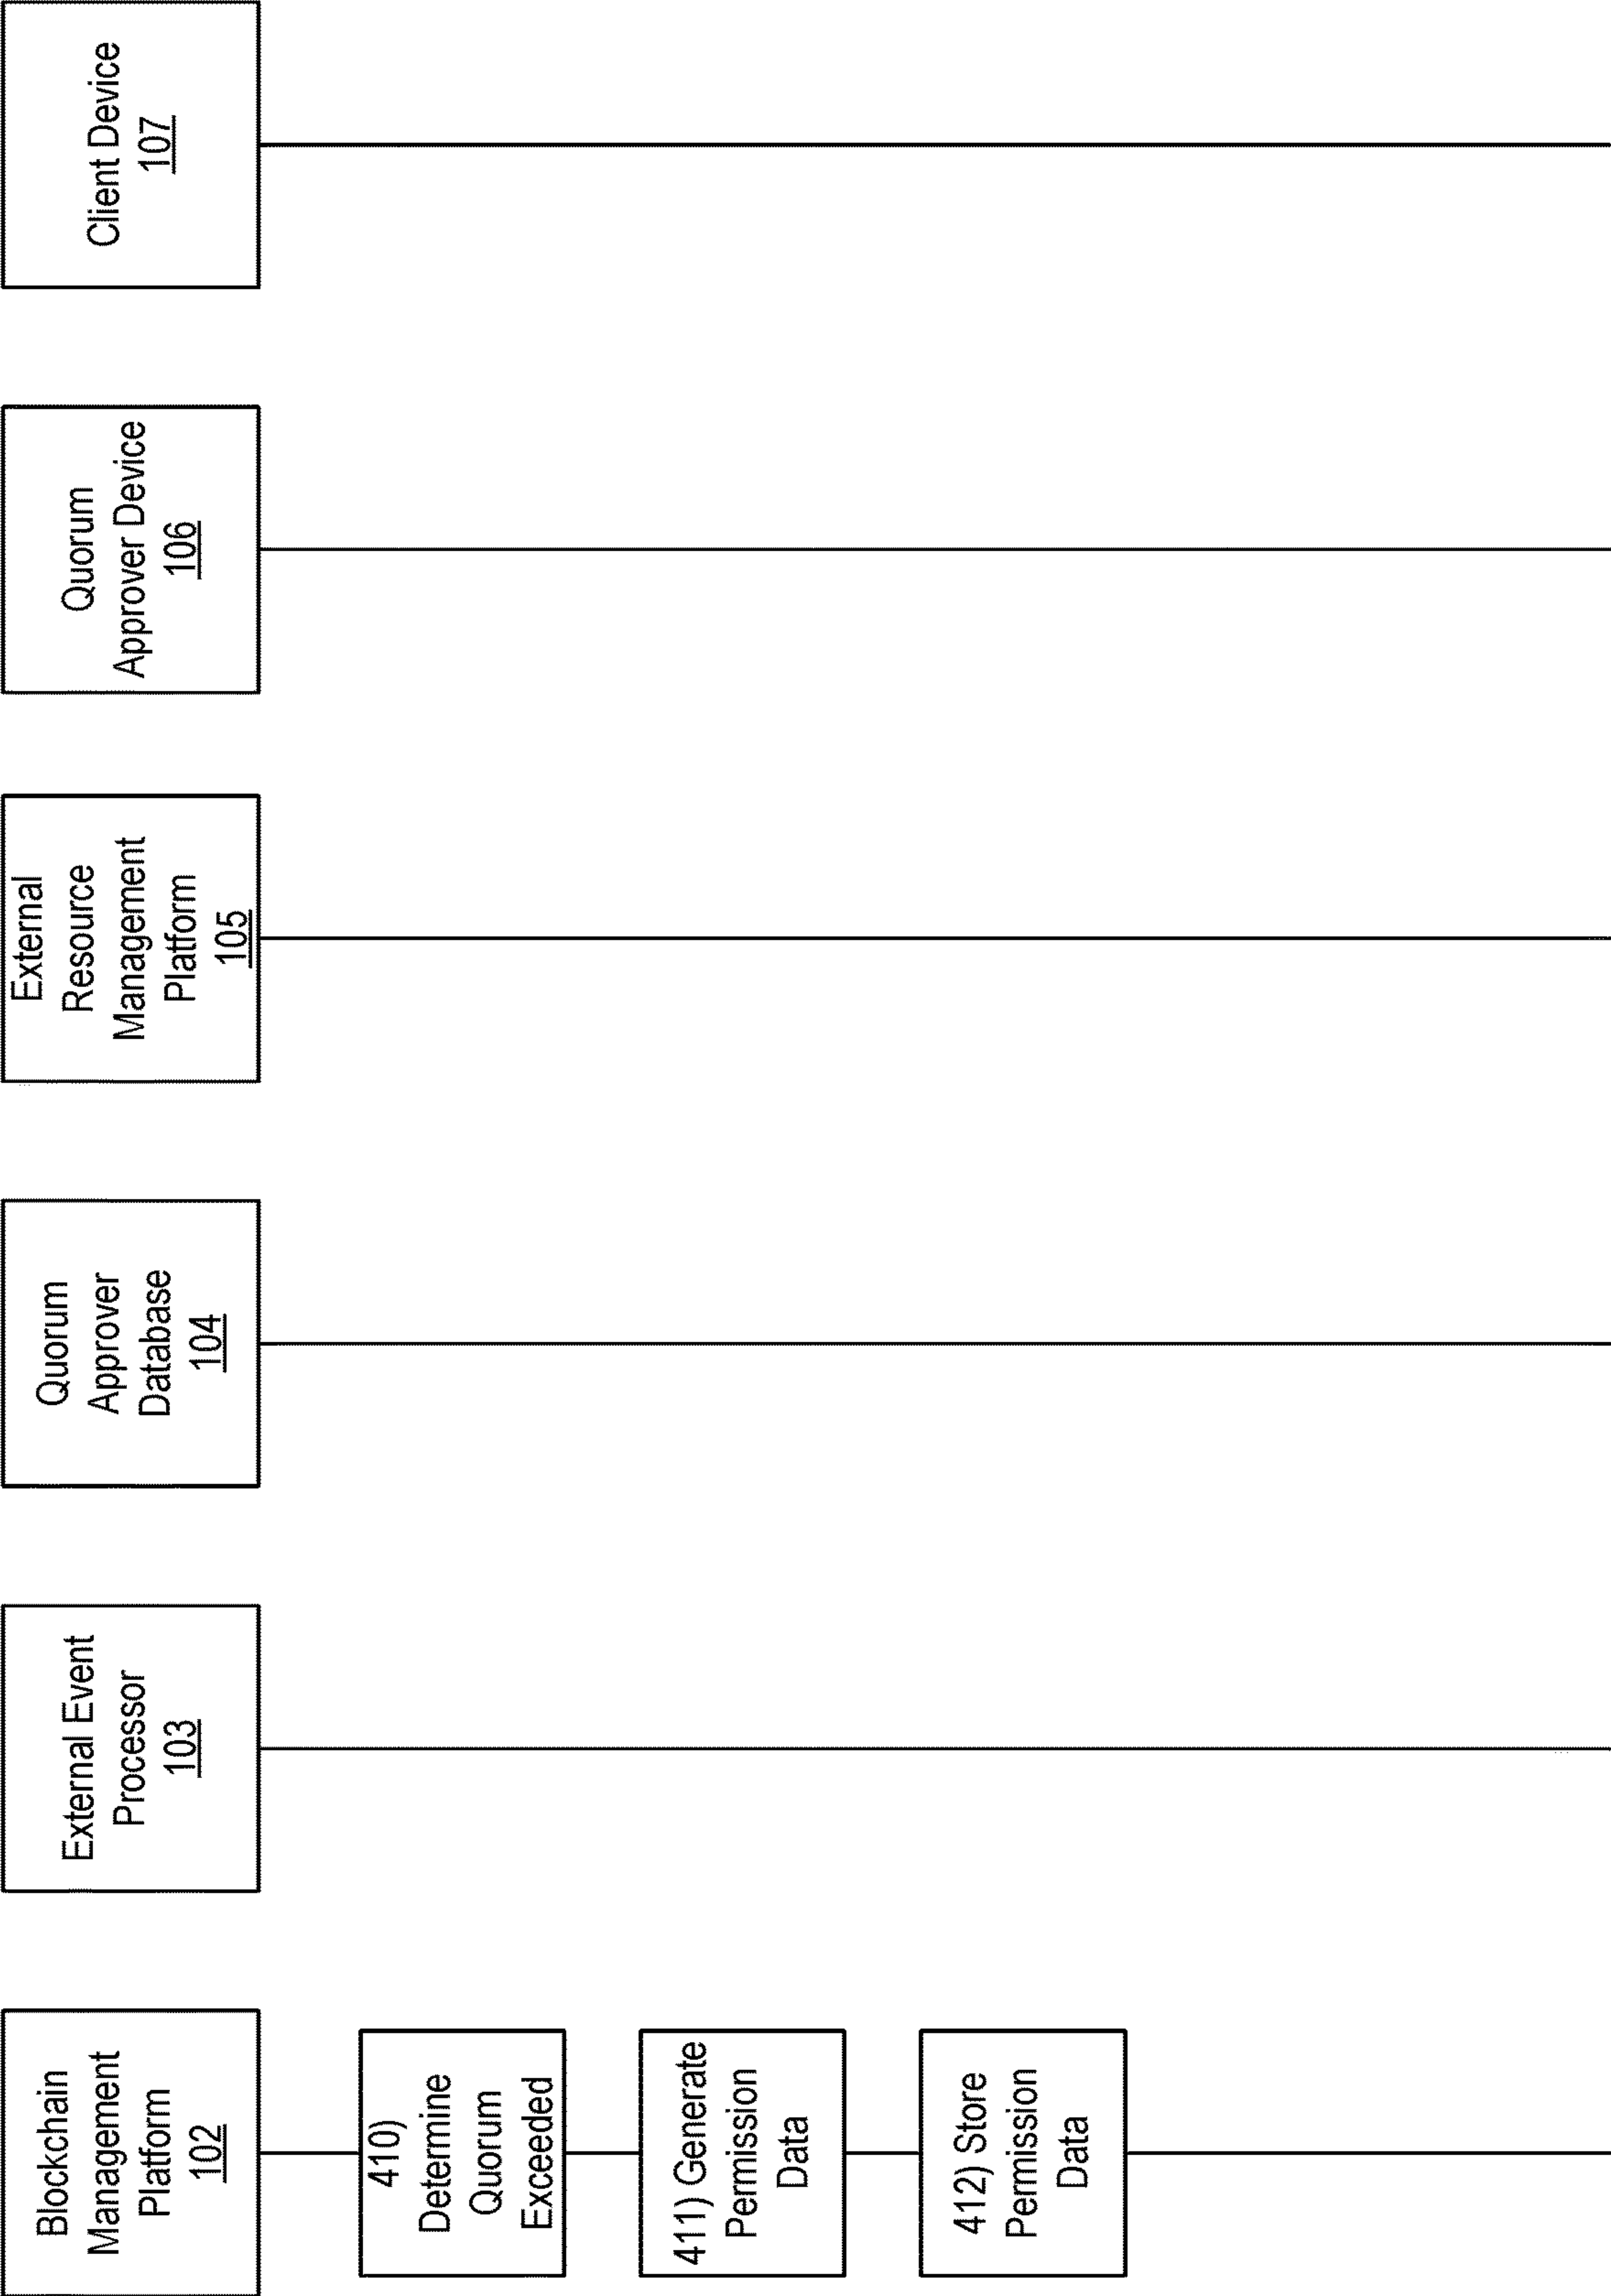 Blockchain
Management
Platform
102
External Event
Processor
103
Quorum
Approver
Database
104
External
Resource
Management
Platform
105
Quorum
Approver Device
106
Client Device
107
410)
Determine
Quorum
Exceeded
411) Generate
Permission
Data
412) Store
Permission
Data